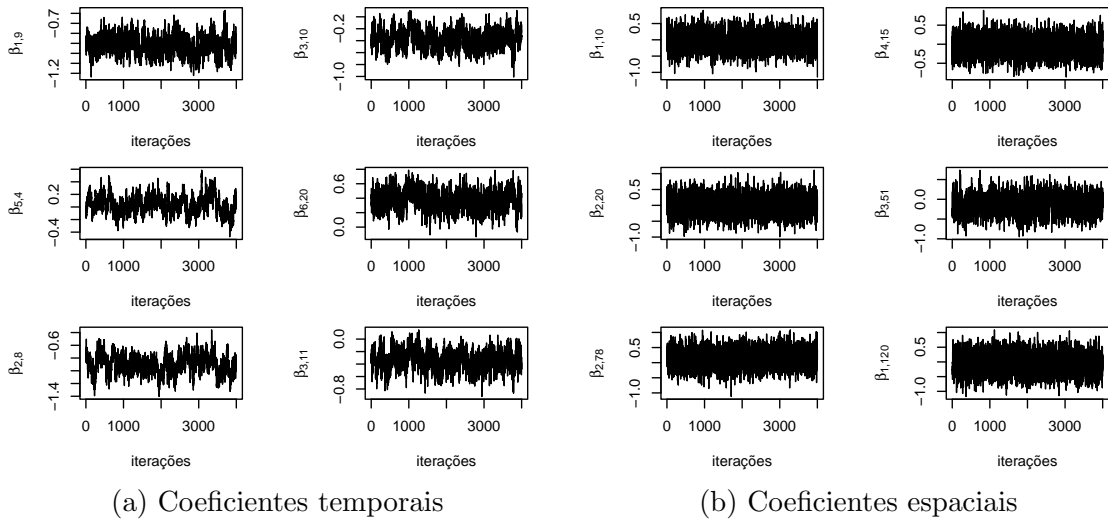 β1,9
−0.7
−1.2
0 1000 3000
iterações
β3,10
−0.2
−1.0
0 1000 3000
iterações
β1,10
0.5
−1.0
0 1000 3000
iterações
β4,15
0.5
−0.5
0 1000 3000
iterações
β5,4
0.2
−0.4
0 1000 3000
iterações
β6,20
0.6
0.0
0 1000 3000
iterações
β2,20
0.5
−1.0
0 1000 3000
iterações
β3,51
0.0
−1.0
0 1000 3000
iterações
β2,8
−0.6
−1.4
0 1000 3000
iterações
β3,11
0.0
−0.8
0 1000 3000
iterações
β2,78
0.5
−1.0
0 1000 3000
iterações
β1,120
0.5
−1.0
0 1000 3000
iterações
(a) Coeficientes temporais
(b) Coeficientes espaciais